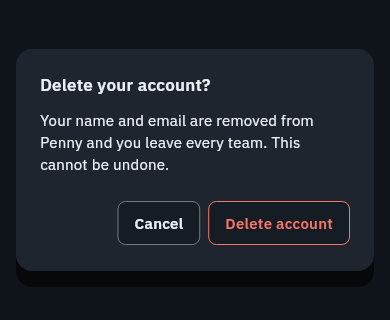 Delete your account?
Your name and email are removed from
Penny and you leave every team. This
cannot be undone.
Cancel
Delete account